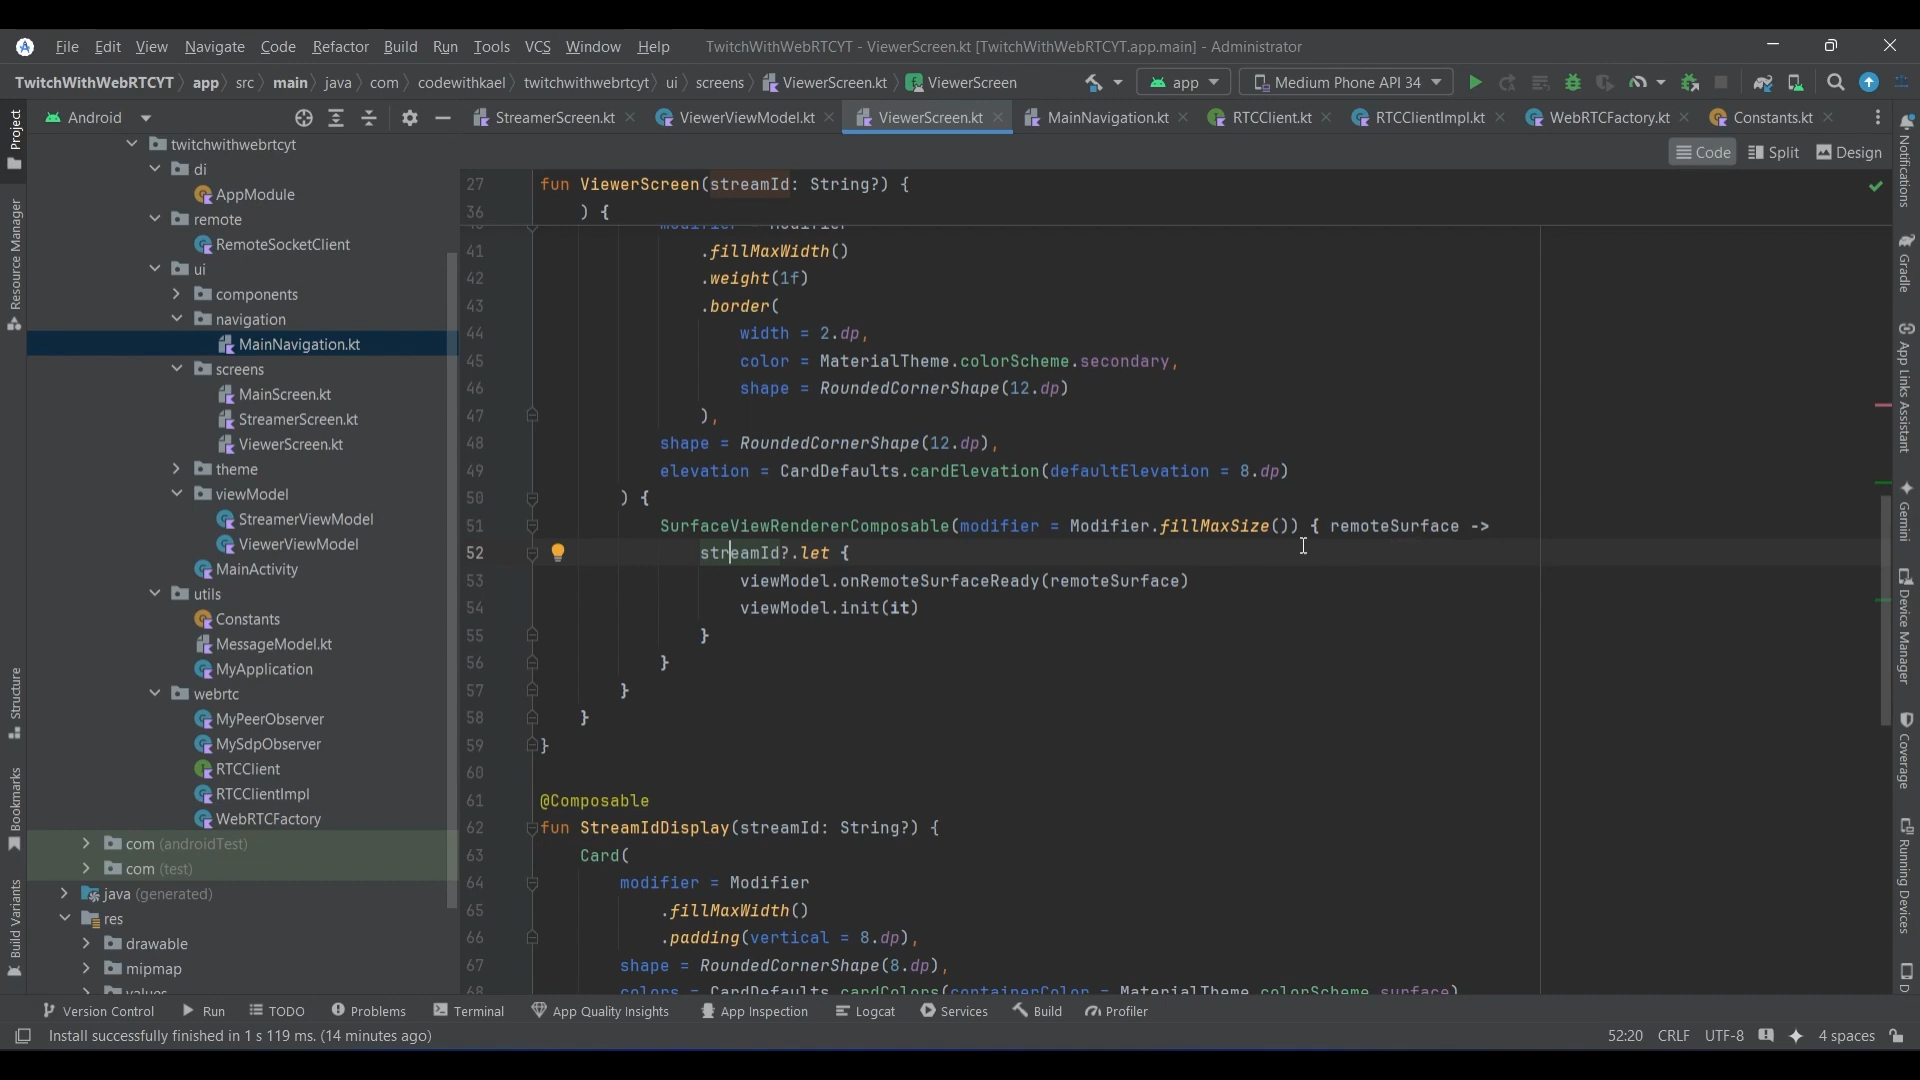 File Edit View Navigate Code Refactor Build Run Tools VCS Window Help TwitchWithWebRTCYT - ViewerScreen.kt [TwitchWithWebRTCYT.app.main] - Administrator
TwitchWithWebRTCYT app src main java com codewithkael twitchwithwebrtcyt ui screens ViewerScreen.kt ViewerScreen app Medium Phone API 34
Android StreamerScreen.kt ViewerViewModel.kt ViewerScreen.kt MainNavigation.kt RTCClient.kt RTCClientImpl.kt WebRTCFactory.kt Constants.kt
Code Split Design
Project
Resource Manager
Structure
Bookmarks
Build Variants
twitchwithwebrtcyt
di
AppModule
remote
RemoteSocketClient
ui
components
navigation
MainNavigation.kt
screens
MainScreen.kt
StreamerScreen.kt
ViewerScreen.kt
theme
viewModel
StreamerViewModel
ViewerViewModel
MainActivity
utils
Constants
MessageModel.kt
MyApplication
webrtc
MyPeerObserver
MySdpObserver
RTCClient
RTCClientImpl
WebRTCFactory
com (androidTest)
com (test)
java (generated)
res
drawable
mipmap
values
27 fun ViewerScreen(streamId: String?) {
36 ) {
41 .fillMaxWidth()
42 .weight(1f)
43 .border(
44 width = 2.dp,
45 color = MaterialTheme.colorScheme.secondary,
46 shape = RoundedCornerShape(12.dp)
47 ),
48 shape = RoundedCornerShape(12.dp),
49 elevation = CardDefaults.cardElevation(defaultElevation = 8.dp)
50 ) {
51 SurfaceViewRendererComposable(modifier = Modifier.fillMaxSize()) { remoteSurface ->
52 streamId?.let {
53 viewModel.onRemoteSurfaceReady(remoteSurface)
54 viewModel.init(it)
55 }
56 }
57 }
58 }
59 }
60
61 @Composable
62 fun StreamIdDisplay(streamId: String?) {
63 Card(
64 modifier = Modifier
65 .fillMaxWidth()
66 .padding(vertical = 8.dp),
67 shape = RoundedCornerShape(8.dp),
68 colors = CardDefaults.cardColors(containerColor = MaterialTheme.colorScheme.surface)
Notifications
Gradle
App Links Assistant
Gemini
Device Manager
Coverage
Running Devices
D
Version Control Run TODO Problems Terminal App Quality Insights App Inspection Logcat Services Build Profiler
Install successfully finished in 1 s 119 ms. (14 minutes ago) 52:20 CRLF UTF-8 4 spaces